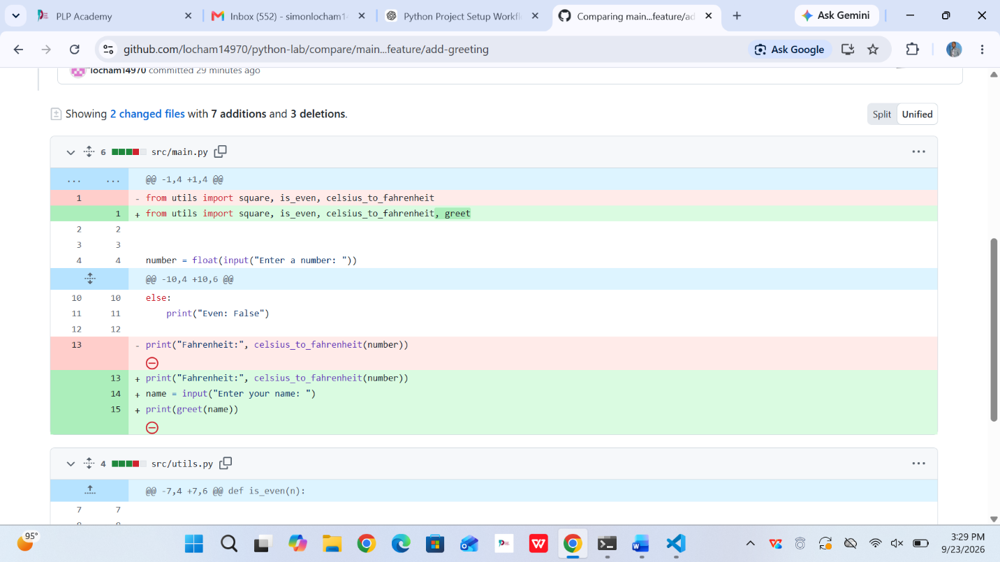 PLP Academy
Inbox (552) - simonlocham1
Python Project Setup Workfl
Comparing main...feature/ad
Ask Gemini
github.com/locham14970/python-lab/compare/main...feature/add-greeting
Ask Google
locham14970 committed 29 minutes ago
Showing 2 changed files with 7 additions and 3 deletions.
Split Unified
6 src/main.py
... ... @@ -1,4 +1,4 @@
1 - from utils import square, is_even, celsius_to_fahrenheit
1 + from utils import square, is_even, celsius_to_fahrenheit, greet
2 2
3 3
4 4 number = float(input("Enter a number: "))
@@ -10,4 +10,6 @@
10 10 else:
11 11 print("Even: False")
12 12
13 - print("Fahrenheit:", celsius_to_fahrenheit(number))
13 + print("Fahrenheit:", celsius_to_fahrenheit(number))
14 + name = input("Enter your name: ")
15 + print(greet(name))
4 src/utils.py
@@ -7,4 +7,6 @@ def is_even(n):
7 7
95°
3:29 PM
9/23/2026